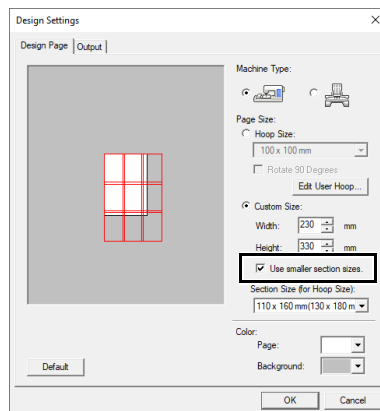 Design Settings
Design Page
Output
Machine Type:
Page Size:
Hoop Size:
100 x 100 mm
Rotate 90 Degrees
Edit User Hoop...
Custom Size:
Width: 230 mm
Height: 330 mm
Use smaller section sizes.
Section Size (for Hoop Size):
110 x 160 mm(130 x 180 m
Color:
Page:
Background:
Default
OK
Cancel